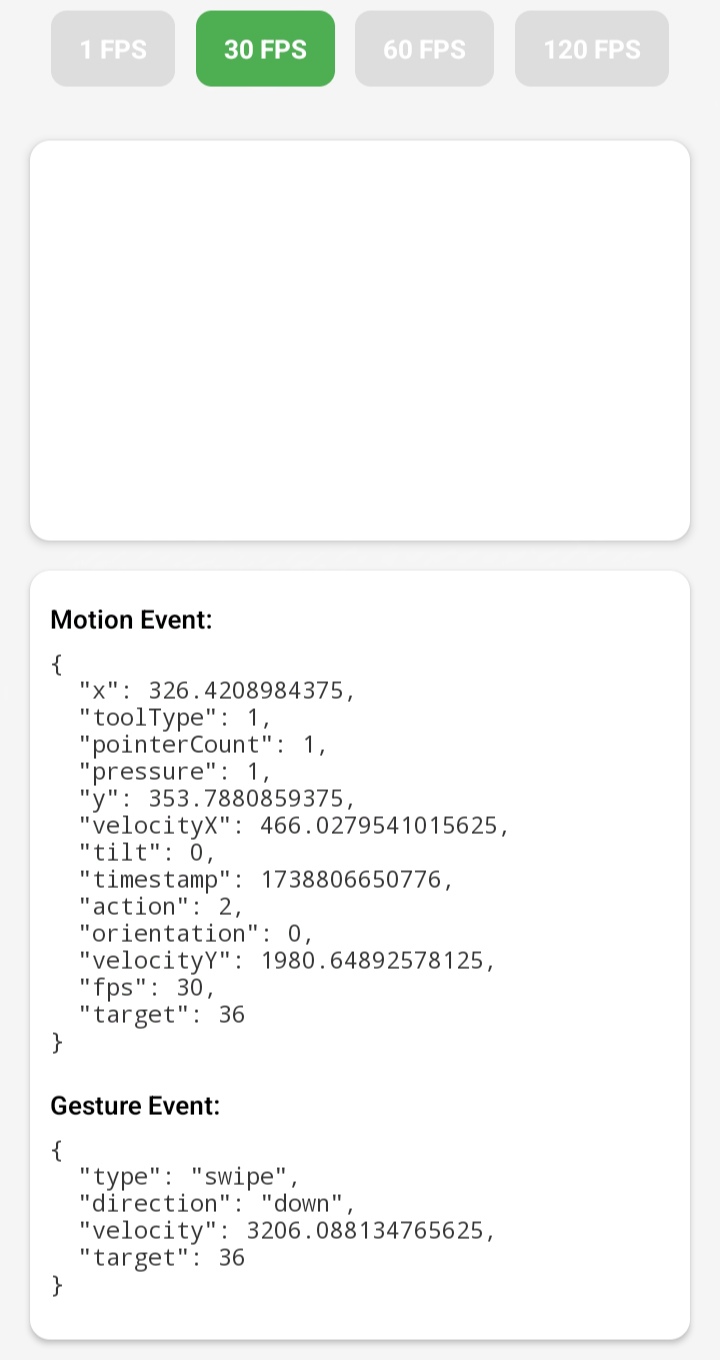 1 FPS 30 FPS 60 FPS 120 FPS
Motion Event:
{
  "x": 326.4208984375,
  "toolType": 1,
  "pointerCount": 1,
  "pressure": 1,
  "y": 353.7880859375,
  "velocityX": 466.0279541015625,
  "tilt": 0,
  "timestamp": 1738806650776,
  "action": 2,
  "orientation": 0,
  "velocityY": 1980.64892578125,
  "fps": 30,
  "target": 36
}
Gesture Event:
{
  "type": "swipe",
  "direction": "down",
  "velocity": 3206.088134765625,
  "target": 36
}